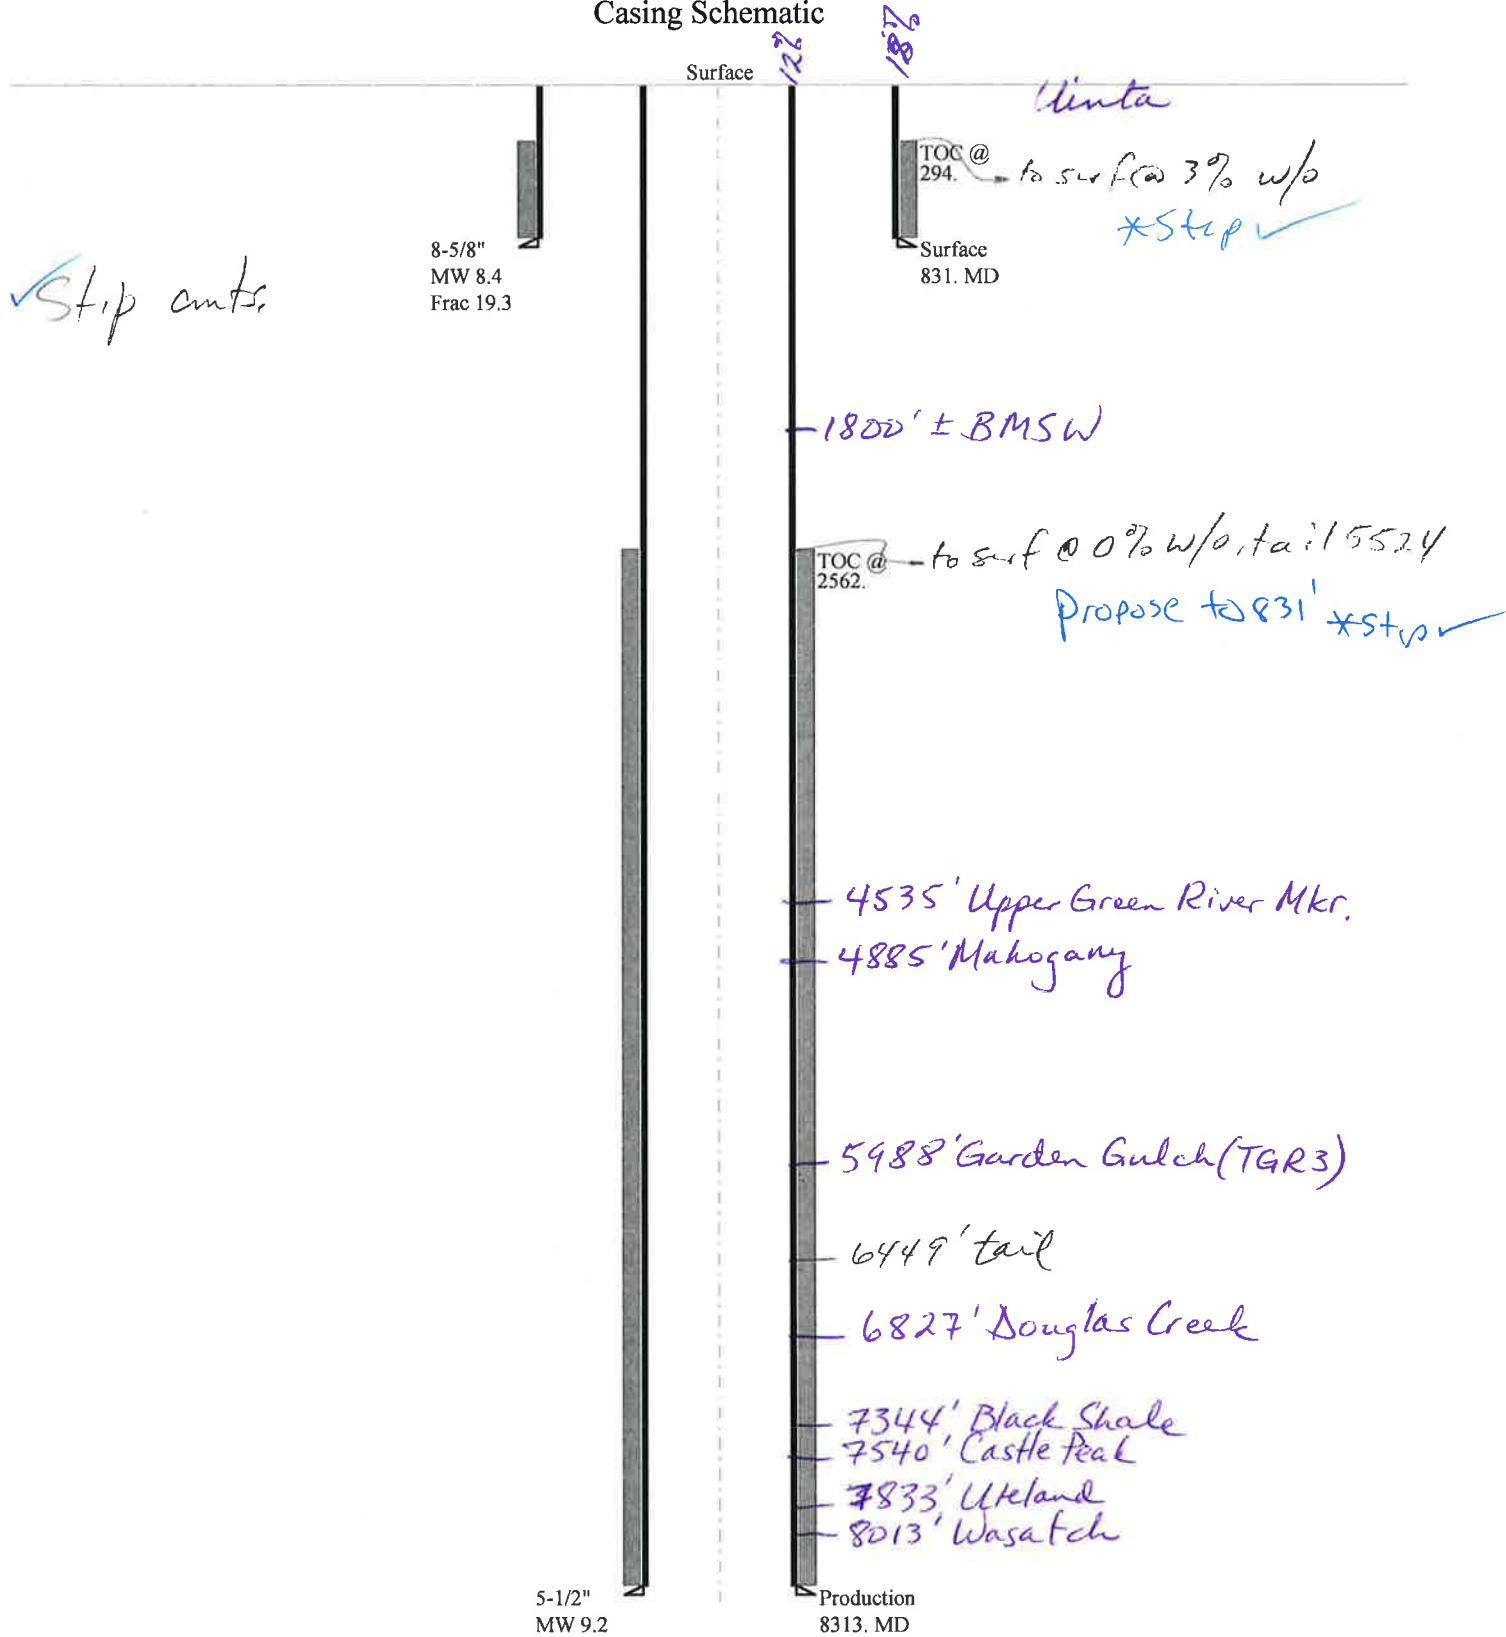 Casing Schematic
12%
18%
Surface
Uinta
TOC @
294.
to surf @ 3% w/o
*Stip ✓
8-5/8"
MW 8.4
Frac 19.3
Surface
831. MD
✓Stip cmts.
1800' ± BMSW
TOC @
2562.
to surf @ 0% w/o, tail 5524
propose to 831' *Stip ✓
4535' Upper Green River Mkr.
4885' Mahogany
5988' Garden Gulch (TGR3)
6449' tail
6827' Douglas Creek
7344' Black Shale
7540' Castle Peak
7833' Uteland
8013' Wasatch
5-1/2"
MW 9.2
Production
8313. MD